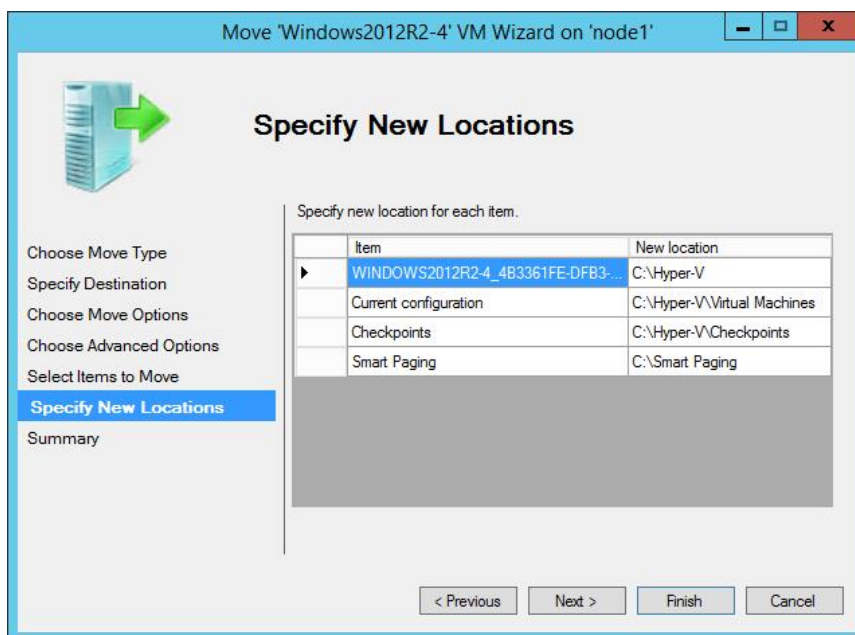 Move 'Windows2012R2-4' VM Wizard on 'node1'
Specify New Locations
Choose Move Type
Specify Destination
Choose Move Options
Choose Advanced Options
Select Items to Move
Specify New Locations
Summary
Specify new location for each item.
Item New location
WINDOWS2012R2-4_4B3361FE-DFB3-... C:\Hyper-V
Current configuration C:\Hyper-V\Virtual Machines
Checkpoints C:\Hyper-V\Checkpoints
Smart Paging C:\Smart Paging
< Previous Next > Finish Cancel